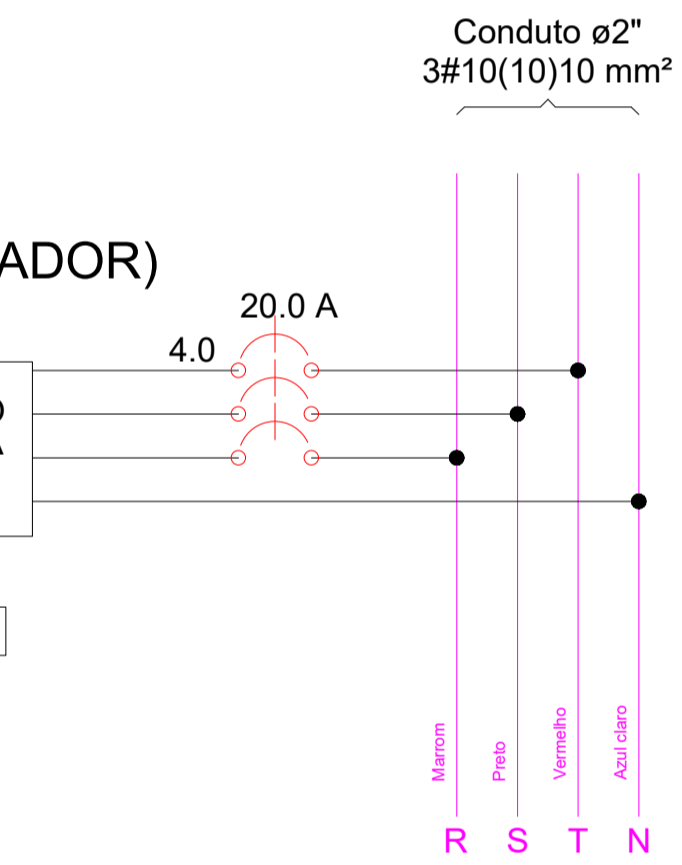 Conduto ø2"
3#10(10)10 mm²
ADOR)
20.0 A
4.0
Marrom
Preto
Vermelho
Azul claro
R S T N